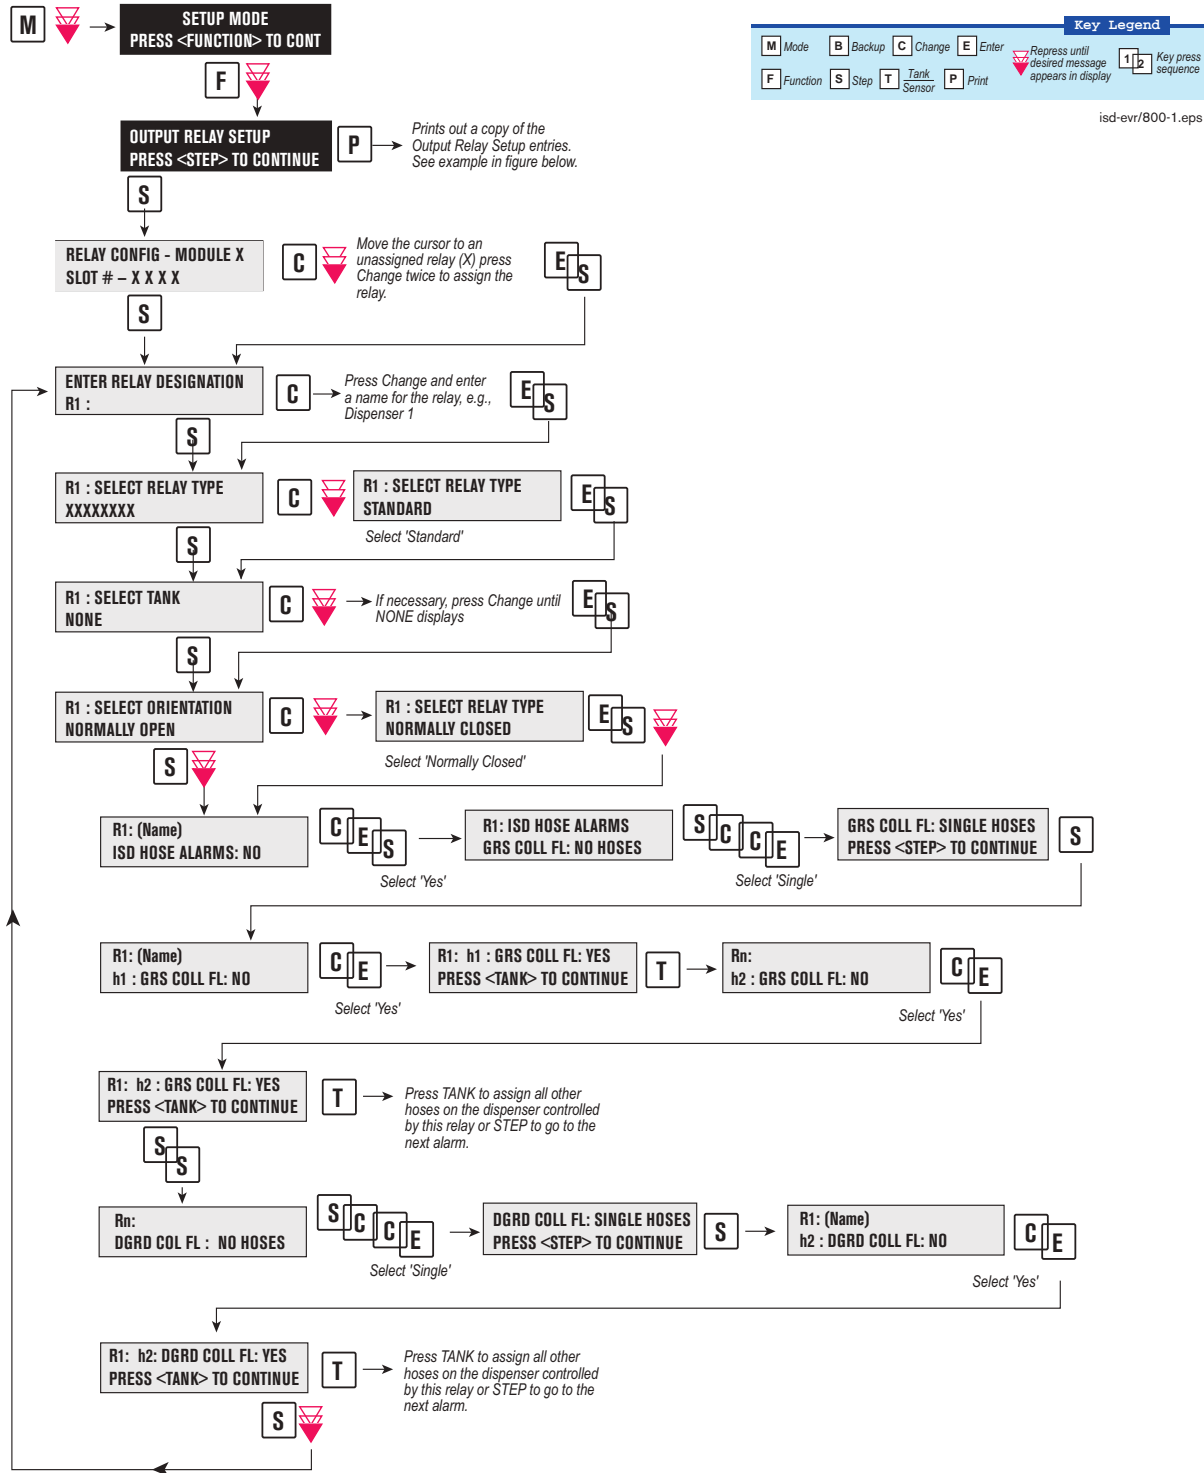 M
SETUP MODE
PRESS <FUNCTION> TO CONT
Key Legend
M Mode B Backup C Change E Enter
F Function S Step T Tank
Sensor P Print
Repress until
desired message
appears in display
1 2 Key press
sequence
isd-evr/800-1.eps
F
OUTPUT RELAY SETUP
PRESS <STEP> TO CONTINUE
P
Prints out a copy of the
Output Relay Setup entries.
See example in figure below.
S
RELAY CONFIG - MODULE X
SLOT # – X X X X
C
Move the cursor to an
unassigned relay (X) press
Change twice to assign the
relay.
E S
S
ENTER RELAY DESIGNATION
R1 :
C
Press Change and enter
a name for the relay, e.g.,
Dispenser 1
E S
S
R1 : SELECT RELAY TYPE
XXXXXXXX
C
R1 : SELECT RELAY TYPE
STANDARD
E S
Select 'Standard'
S
R1 : SELECT TANK
NONE
C
If necessary, press Change until
NONE displays
E S
S
R1 : SELECT ORIENTATION
NORMALLY OPEN
C
R1 : SELECT RELAY TYPE
NORMALLY CLOSED
E S
Select 'Normally Closed'
S
R1: (Name)
ISD HOSE ALARMS: NO
C E S
Select 'Yes'
R1: ISD HOSE ALARMS
GRS COLL FL: NO HOSES
S C C E
Select 'Single'
GRS COLL FL: SINGLE HOSES
PRESS <STEP> TO CONTINUE
S
R1: (Name)
h1 : GRS COLL FL: NO
C E
Select 'Yes'
R1: h1 : GRS COLL FL: YES
PRESS <TANK> TO CONTINUE
T
Rn:
h2 : GRS COLL FL: NO
C E
Select 'Yes'
R1: h2 : GRS COLL FL: YES
PRESS <TANK> TO CONTINUE
T
Press TANK to assign all other
hoses on the dispenser controlled
by this relay or STEP to go to the
next alarm.
S S
Rn:
DGRD COL FL : NO HOSES
S C C E
Select 'Single'
DGRD COLL FL: SINGLE HOSES
PRESS <STEP> TO CONTINUE
S
R1: (Name)
h2 : DGRD COLL FL: NO
C E
Select 'Yes'
R1: h2: DGRD COLL FL: YES
PRESS <TANK> TO CONTINUE
T
Press TANK to assign all other
hoses on the dispenser controlled
by this relay or STEP to go to the
next alarm.
S